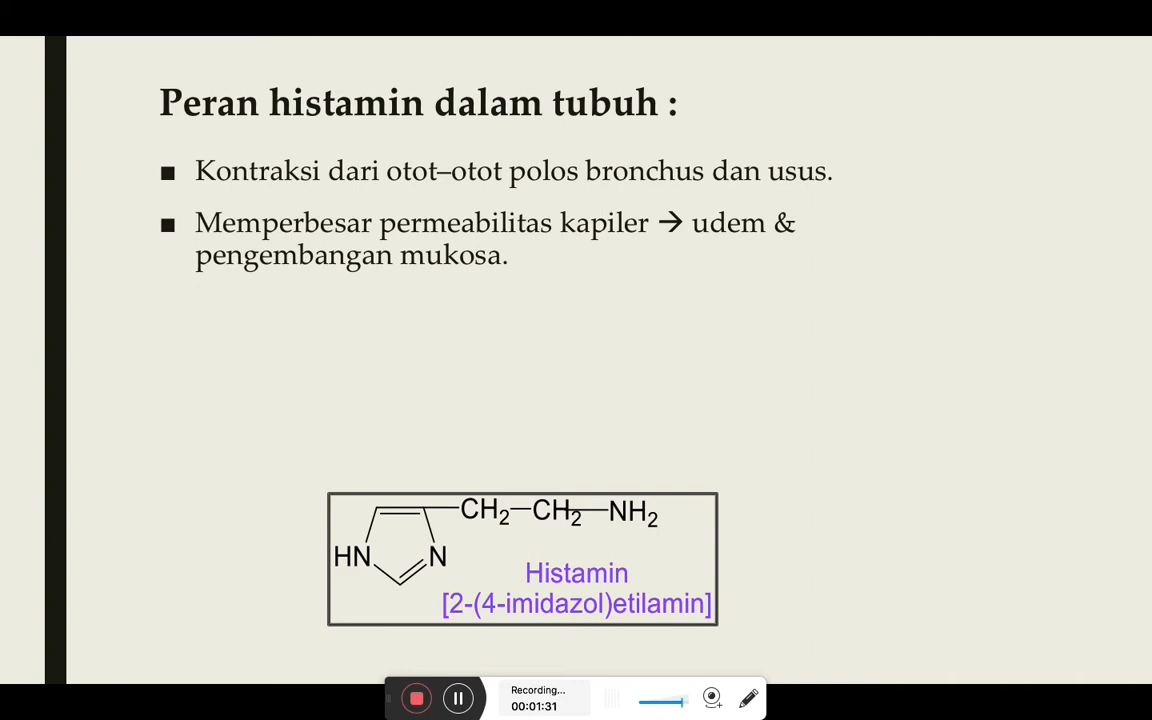 Peran histamin dalam tubuh :
■ Kontraksi dari otot–otot polos bronchus dan usus.
■ Memperbesar permeabilitas kapiler → udem &
pengembangan mukosa.
CH2–CH2–NH2
HN
N
Histamin
[2-(4-imidazol)etilamin]
Recording...
00:01:31